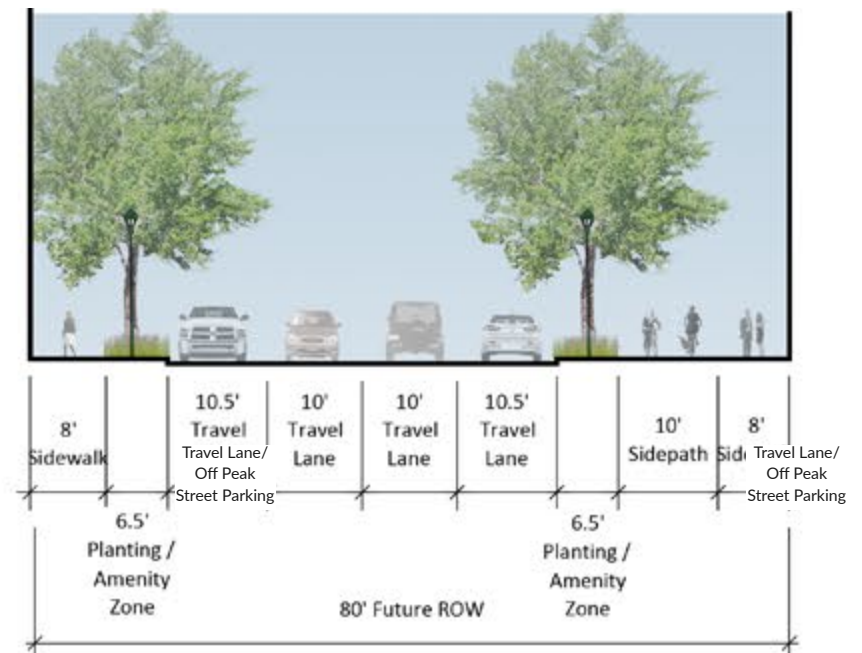 8'
Sidewalk
6.5'
Planting /
Amenity
Zone
10.5'
Travel
Travel Lane/
Off Peak
Street Parking
10'
Travel
Lane
10'
Travel
Lane
10.5'
Travel
Lane
6.5'
Planting /
Amenity
Zone
10'
Sidepath
8'
Travel Lane/
Off Peak
Street Parking
80' Future ROW